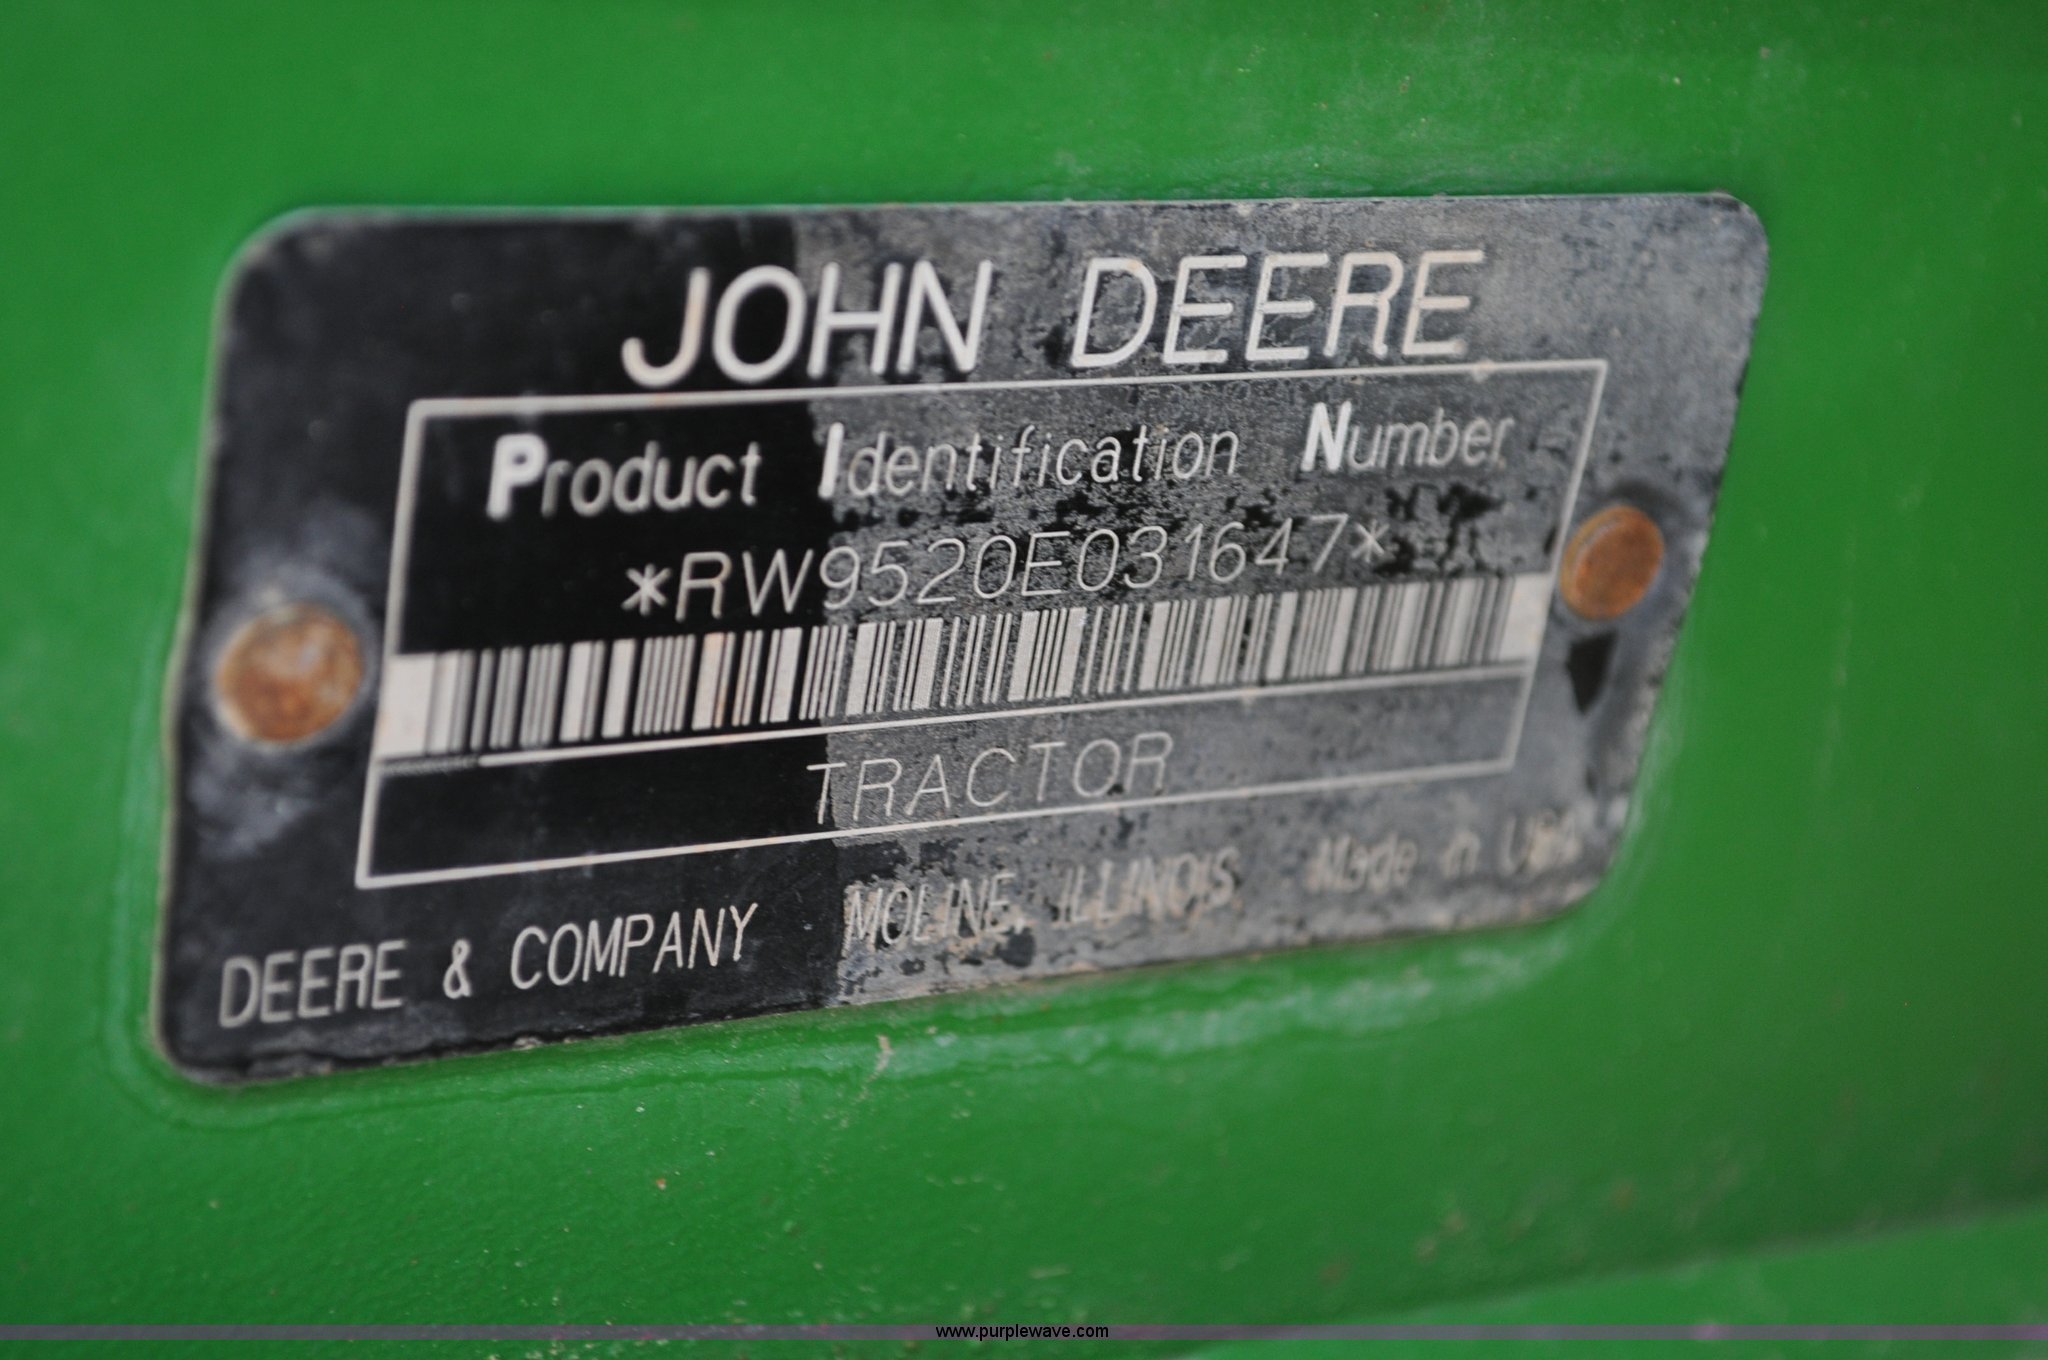 JOHN DEERE
Product Identification Number
*RW9520E031647*
TRACTOR
DEERE & COMPANY MOLINE, ILLINOIS Made in USA
www.purplewave.com